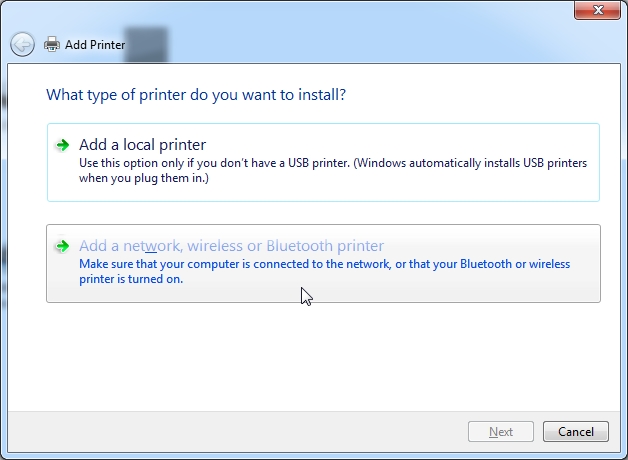 Add Printer
What type of printer do you want to install?
Add a local printer
Use this option only if you don't have a USB printer. (Windows automatically installs USB printers
when you plug them in.)
Add a network, wireless or Bluetooth printer
Make sure that your computer is connected to the network, or that your Bluetooth or wireless
printer is turned on.
Next
Cancel